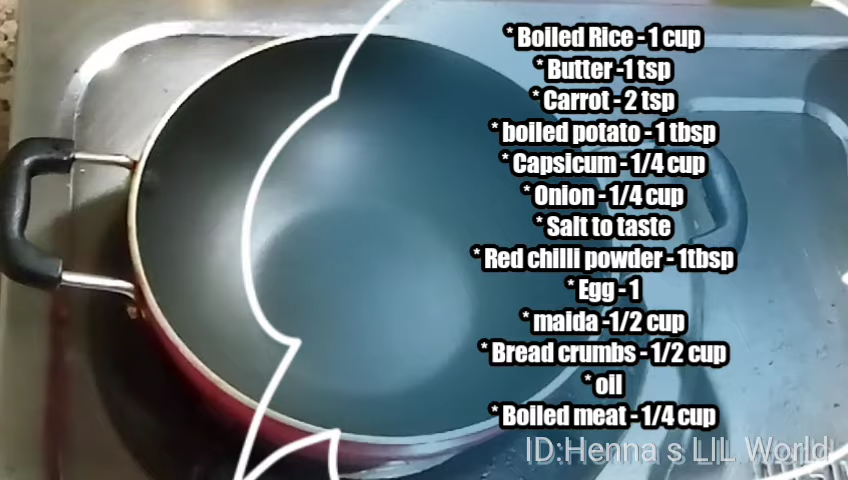 * Boiled Rice - 1 cup
* Butter -1 tsp
* Carrot - 2 tsp
* boiled potato - 1 tbsp
* Capsicum - 1/4 cup
* Onion - 1/4 cup
* Salt to taste
* Red chilli powder - 1tbsp
* Egg - 1
* maida -1/2 cup
* Bread crumbs - 1/2 cup
* oil
* Boiled meat - 1/4 cup
ID:Henna s LIL World